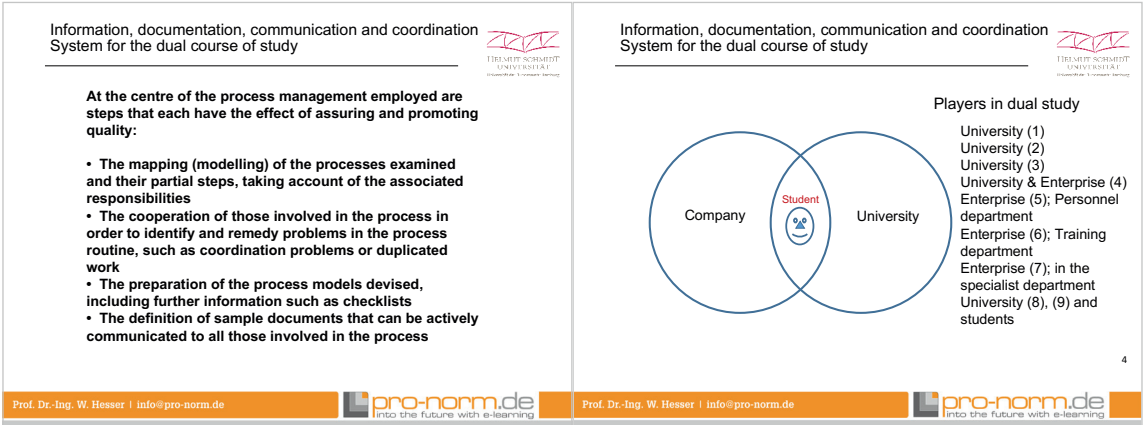 Information, documentation, communication and coordination
System for the dual course of study
HELMUT SCHMIDT
UNIVERSITÄT
At the centre of the process management employed are
steps that each have the effect of assuring and promoting
quality:
• The mapping (modelling) of the processes examined
and their partial steps, taking account of the associated
responsibilities
• The cooperation of those involved in the process in
order to identify and remedy problems in the process
routine, such as coordination problems or duplicated
work
• The preparation of the process models devised,
including further information such as checklists
• The definition of sample documents that can be actively
communicated to all those involved in the process
Prof. Dr.-Ing. W. Hesser | info@pro-norm.de
pro-norm.de
into the future with e-learning
Information, documentation, communication and coordination
System for the dual course of study
HELMUT SCHMIDT
UNIVERSITÄT
Players in dual study
University (1)
University (2)
University (3)
University & Enterprise (4)
Enterprise (5); Personnel
department
Enterprise (6); Training
department
Enterprise (7); in the
specialist department
University (8), (9) and
students
Company
Student
University
4
Prof. Dr.-Ing. W. Hesser | info@pro-norm.de
pro-norm.de
into the future with e-learning